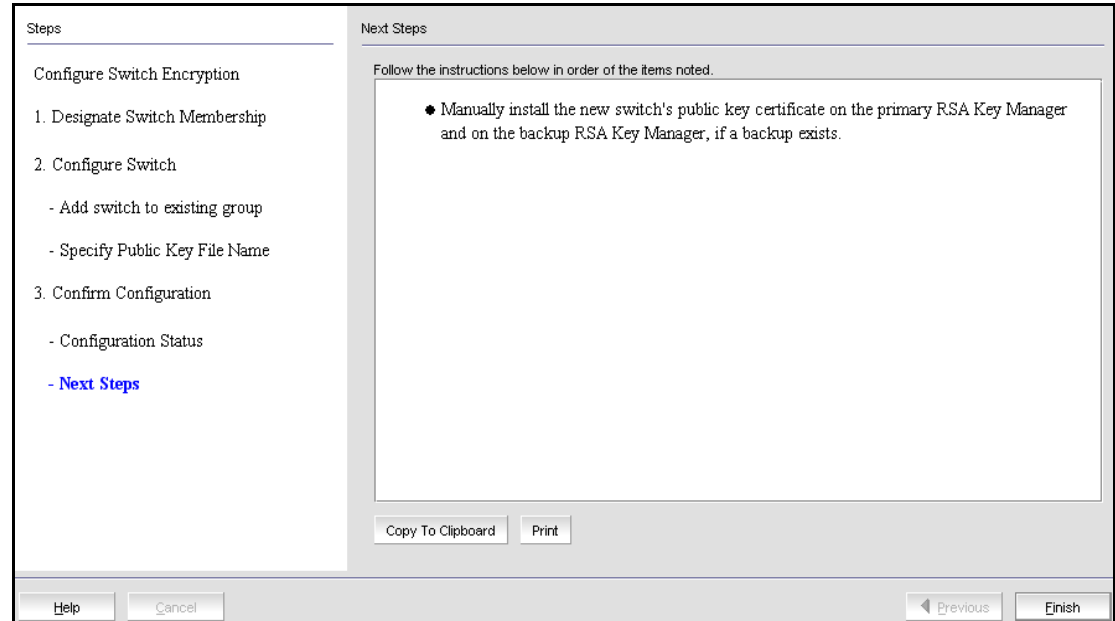 Steps
Configure Switch Encryption
1. Designate Switch Membership
2. Configure Switch
- Add switch to existing group
- Specify Public Key File Name
3. Confirm Configuration
- Configuration Status
- Next Steps
Next Steps
Follow the instructions below in order of the items noted.
● Manually install the new switch's public key certificate on the primary RSA Key Manager
and on the backup RSA Key Manager, if a backup exists.
Copy To Clipboard Print
Help Cancel Previous Finish